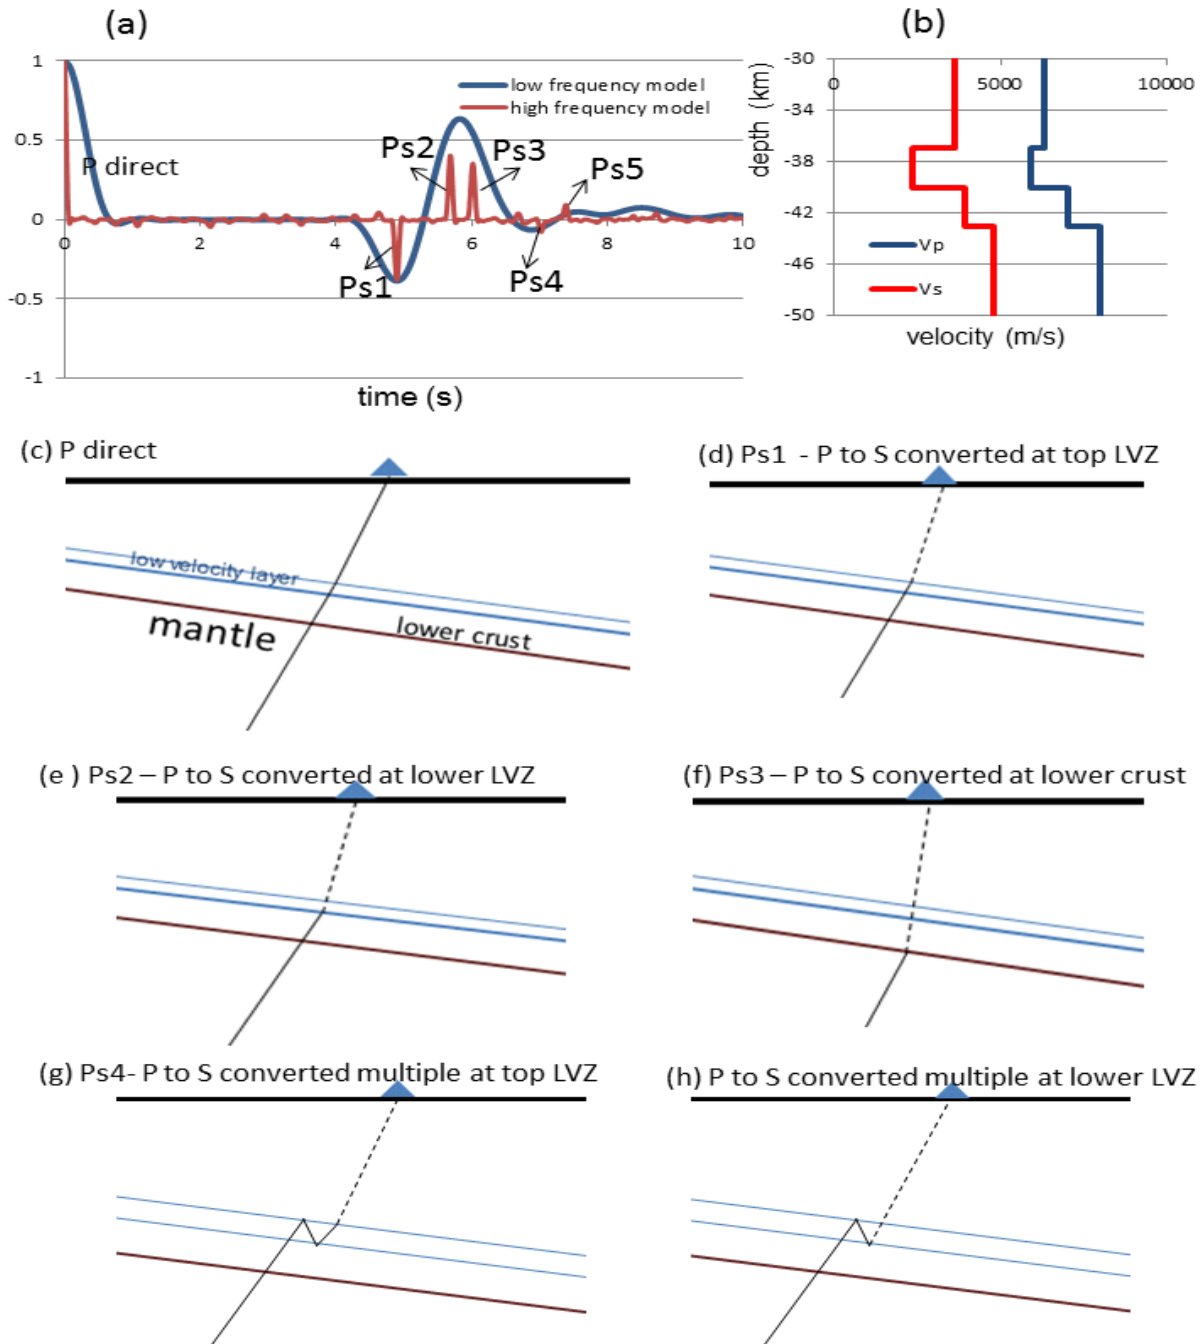 (a)
1
0.5
0
-0.5
-1
0
2
4
6
8
10
low frequency model
high frequency model
P direct
Ps2
Ps3
Ps5
Ps1
Ps4
time (s)
(b)
-30
-34
-38
-42
-46
-50
0
5000
10000
depth (km)
Vp
Vs
velocity (m/s)
(c) P direct
low velocity layer
mantle
lower crust
(d) Ps1 - P to S converted at top LVZ
(e ) Ps2 – P to S converted at lower LVZ
(f) Ps3 – P to S converted at lower crust
(g) Ps4- P to S converted multiple at top LVZ
(h) P to S converted multiple at lower LVZ